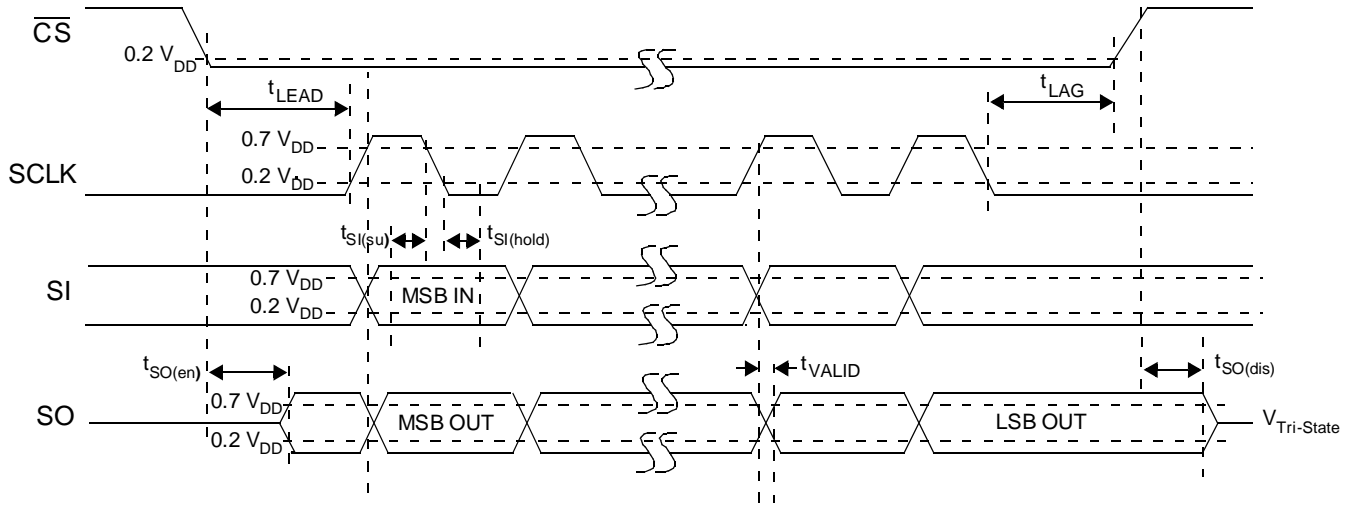 CS
0.2 VDD
tLEAD
tLAG
0.7 VDD
SCLK
0.2 VDD
tSI(su)
tSI(hold)
0.7 VDD
SI
MSB IN
0.2 VDD
tSO(en)
tVALID
tSO(dis)
0.7 VDD
SO
MSB OUT
LSB OUT
VTri-State
0.2 VDD